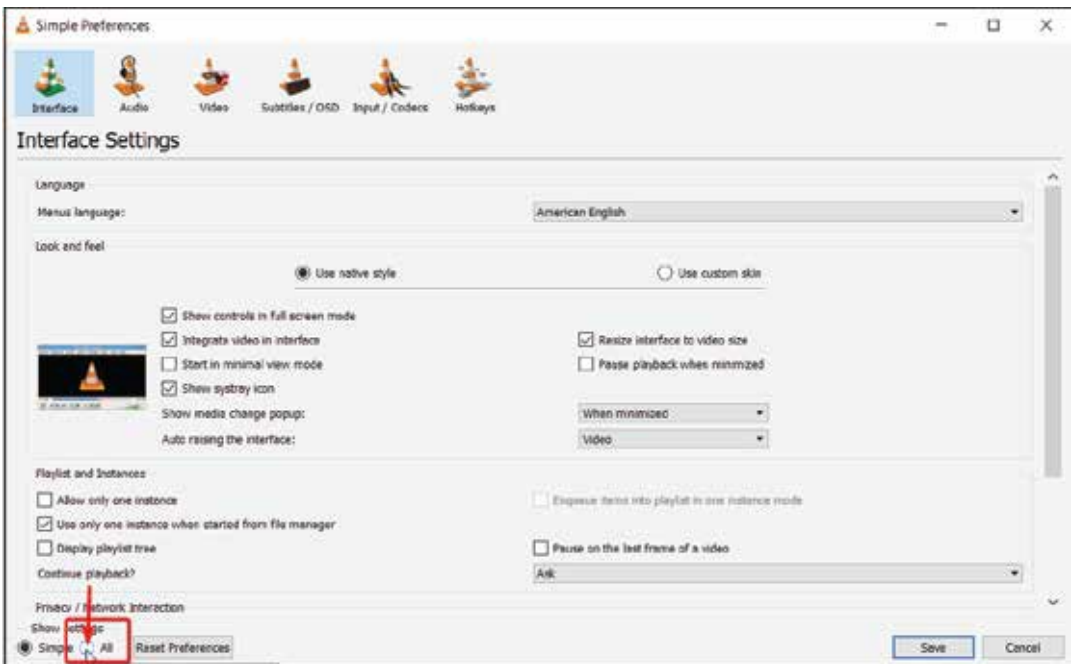 Simple Preferences
Interface Audio Video Subtitles / OSD Input / Codecs Hotkeys
Interface Settings
Language
Menus language: American English
Look and feel
Use native style Use custom skin
Show controls in full screen mode
Integrate video in interface Resize interface to video size
Start in minimal view mode Pause playback when minimized
Show systray icon
Show media change popup: When minimized
Auto raising the interface: Video
Playlist and Instances
Allow only one instance Enqueue items into playlist in one instance mode
Use only one instance when started from file manager
Display playlist tree Pause on the last frame of a video
Continue playback? Ask
Privacy / Network Interaction
Show settings
Simple All Reset Preferences Save Cancel